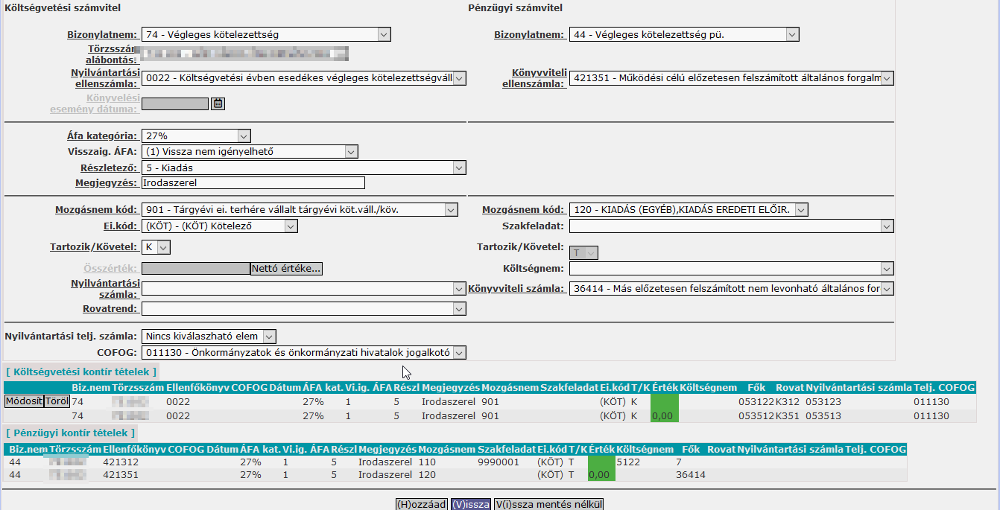 Költségvetési számvitel Pénzügyi számvitel
Bizonylatnem: 74 - Végleges kötelezettség Bizonylatnem: 44 - Végleges kötelezettség pü.
Törzsszám
alábontás:
Nyilvántartási
ellenszámla: 0022 - Költségvetési évben esedékes végleges kötelezettségváll Könyvviteli
ellenszámla: 421351 - Működési célú előzetesen felszámított általános forgalm
Könyvelési
esemény dátuma:
Áfa kategória: 27%
Visszaig. ÁFA: (1) Vissza nem igényelhető
Részletező: 5 - Kiadás
Megjegyzés: Irodaszerel
Mozgásnem kód: 901 - Tárgyévi ei. terhére vállalt tárgyévi köt.váll./köv. Mozgásnem kód: 120 - KIADÁS (EGYÉB),KIADÁS EREDETI ELŐIR.
Ei.kód: (KÖT) - (KÖT) Kötelező Szakfeladat:
Tartozik/Követel: K Tartozik/Követel: T
Összérték: Nettó értéke... Költségnem:
Nyilvántartási
számla: Könyvviteli számla: 36414 - Más előzetesen felszámított nem levonható általános for
Rovatrend:
Nyilvántartási telj. számla: Nincs kiválaszható elem
COFOG: 011130 - Önkormányzatok és önkormányzati hivatalok jogalkotó
[ Költségvetési kontír tételek ]
Biz.nem Törzsszám Ellenfőkönyv COFOG Dátum ÁFA kat. Vi.ig. ÁFA Részl Megjegyzés Mozgásnem Szakfeladat Ei.kód T/K Érték Költségnem Fők Rovat Nyilvántartási számla Telj. COFOG
Módosít Töröl 74 0022 27% 1 5 Irodaszerel 901 (KÖT) K 053122 K312 053123 011130
74 0022 27% 1 5 Irodaszerel 901 (KÖT) K 0,00 053512 K351 053513 011130
[ Pénzügyi kontír tételek ]
Biz.nem Törzsszám Ellenfőkönyv COFOG Dátum ÁFA kat. Vi.ig. ÁFA Részl Megjegyzés Mozgásnem Szakfeladat Ei.kód T/K Érték Költségnem Fők Rovat Nyilvántartási számla Telj. COFOG
44 421312 27% 1 5 Irodaszerel 110 9990001 (KÖT) T 5122 7
44 421351 27% 1 5 Irodaszerel 120 (KÖT) T 0,00 36414
(H)ozzáad (V)issza V(i)ssza mentés nélkül